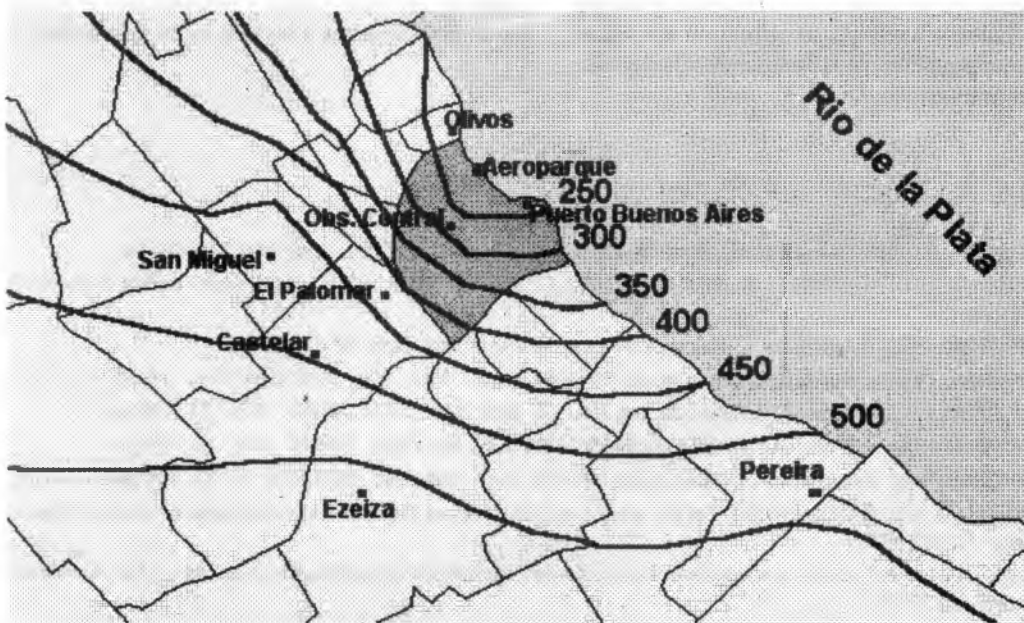 Río de la Plata
Olivos
Aeroparque
250
Obs. Central
Puerto Buenos Aires
300
San Miguel
El Palomar
350
400
Castelar
450
500
Pereira
Ezeiza